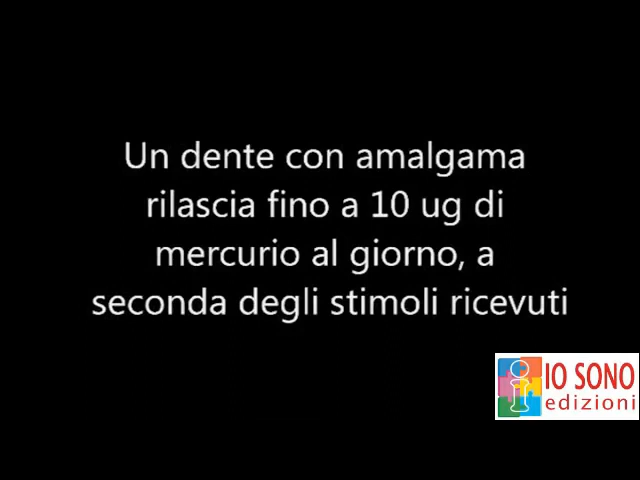 Un dente con amalgama
rilascia fino a 10 ug di
mercurio al giorno, a
seconda degli stimoli ricevuti
IO SONO
edizioni